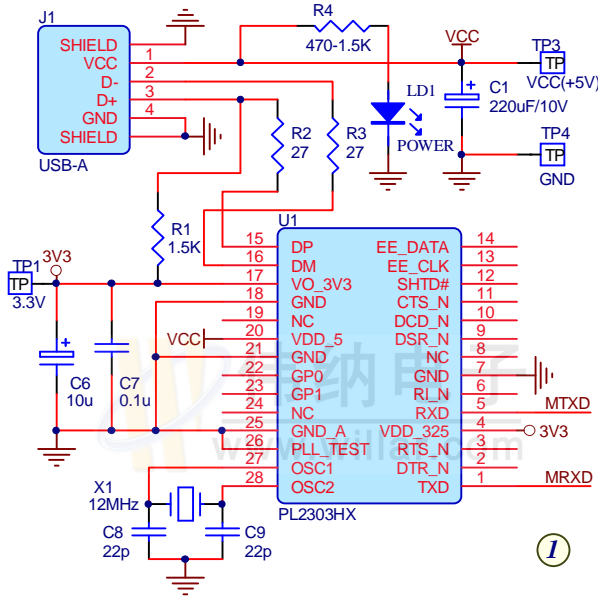 J1
SHIELD
VCC 1
D- 2
D+ 3
GND 4
SHIELD
USB-A
R4
470-1.5K
VCC
TP3
TP
VCC(+5V)
LD1
POWER
C1
220uF/10V
TP4
TP
GND
R2
27
R3
27
R1
1.5K
TP1
3V3
TP
3.3V
C6
10u
C7
0.1u
VCC
U1
15 DP EE_DATA 14
16 DM EE_CLK 13
17 VO_3V3 SHTD# 12
18 GND CTS_N 11
19 NC DCD_N 10
20 VDD_5 DSR_N 9
21 GND NC 8
22 GP0 GND 7
23 GP1 RI_N 6
24 NC RXD 5 MTXD
25 GND_A VDD_325 4 3V3
26 PLL_TEST RTS_N 3
27 OSC1 DTR_N 2
28 OSC2 TXD 1 MRXD
PL2303HX
X1
12MHz
C8
22p
C9
22p
1